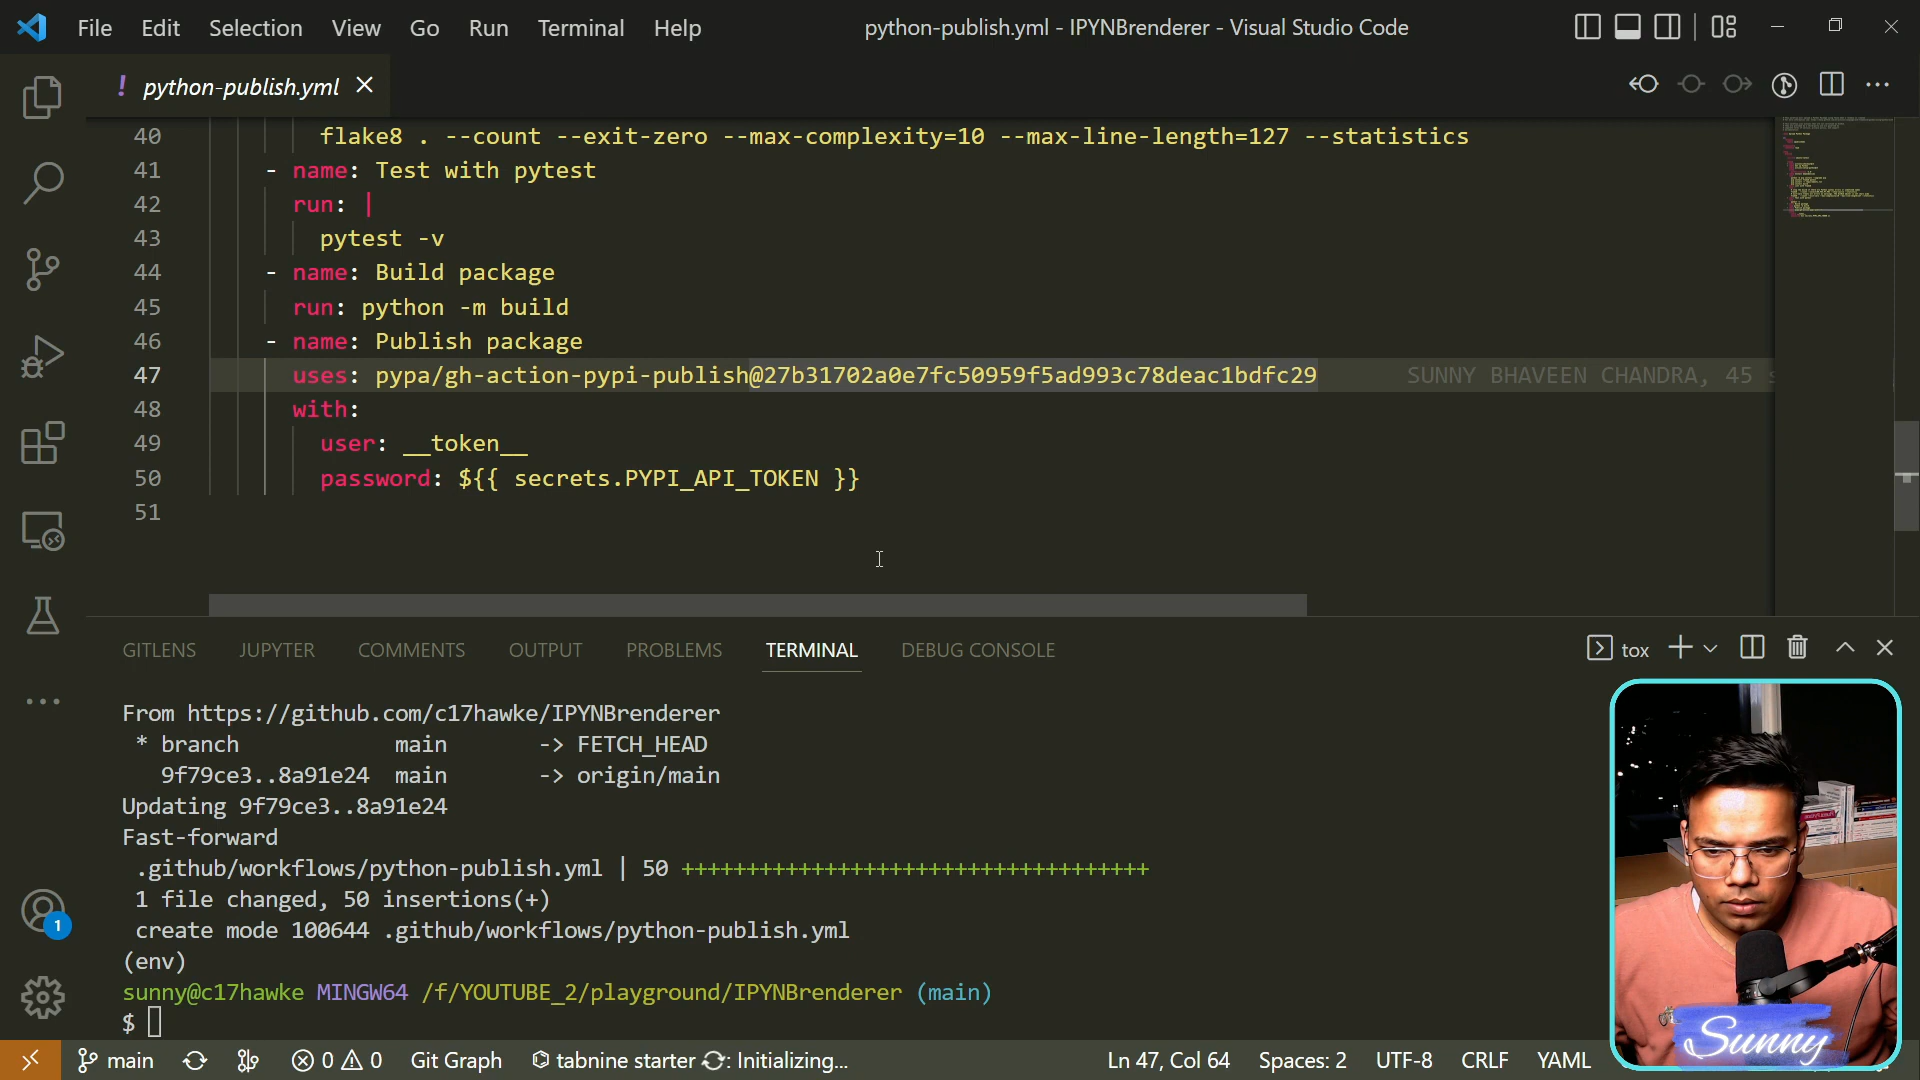 File Edit Selection View Go Run Terminal Help python-publish.yml - IPYNBrenderer - Visual Studio Code
! python-publish.yml
40 flake8 . --count --exit-zero --max-complexity=10 --max-line-length=127 --statistics
41 - name: Test with pytest
42 run: |
43 pytest -v
44 - name: Build package
45 run: python -m build
46 - name: Publish package
47 uses: pypa/gh-action-pypi-publish@27b31702a0e7fc50959f5ad993c78deac1bdfc29 SUNNY BHAVEEN CHANDRA, 45 s
48 with:
49 user: __token__
50 password: ${{ secrets.PYPI_API_TOKEN }}
51
GITLENS JUPYTER COMMENTS OUTPUT PROBLEMS TERMINAL DEBUG CONSOLE tox
From https://github.com/c17hawke/IPYNBrenderer
* branch main -> FETCH_HEAD
9f79ce3..8a91e24 main -> origin/main
Updating 9f79ce3..8a91e24
Fast-forward
.github/workflows/python-publish.yml | 50 ++++++++++++++++++++++++++++++++++++
1 file changed, 50 insertions(+)
create mode 100644 .github/workflows/python-publish.yml
(env)
sunny@c17hawke MINGW64 /f/YOUTUBE_2/playground/IPYNBrenderer (main)
$
1
Sunny
main 0 0 Git Graph tabnine starter : Initializing... Ln 47, Col 64 Spaces: 2 UTF-8 CRLF YAML